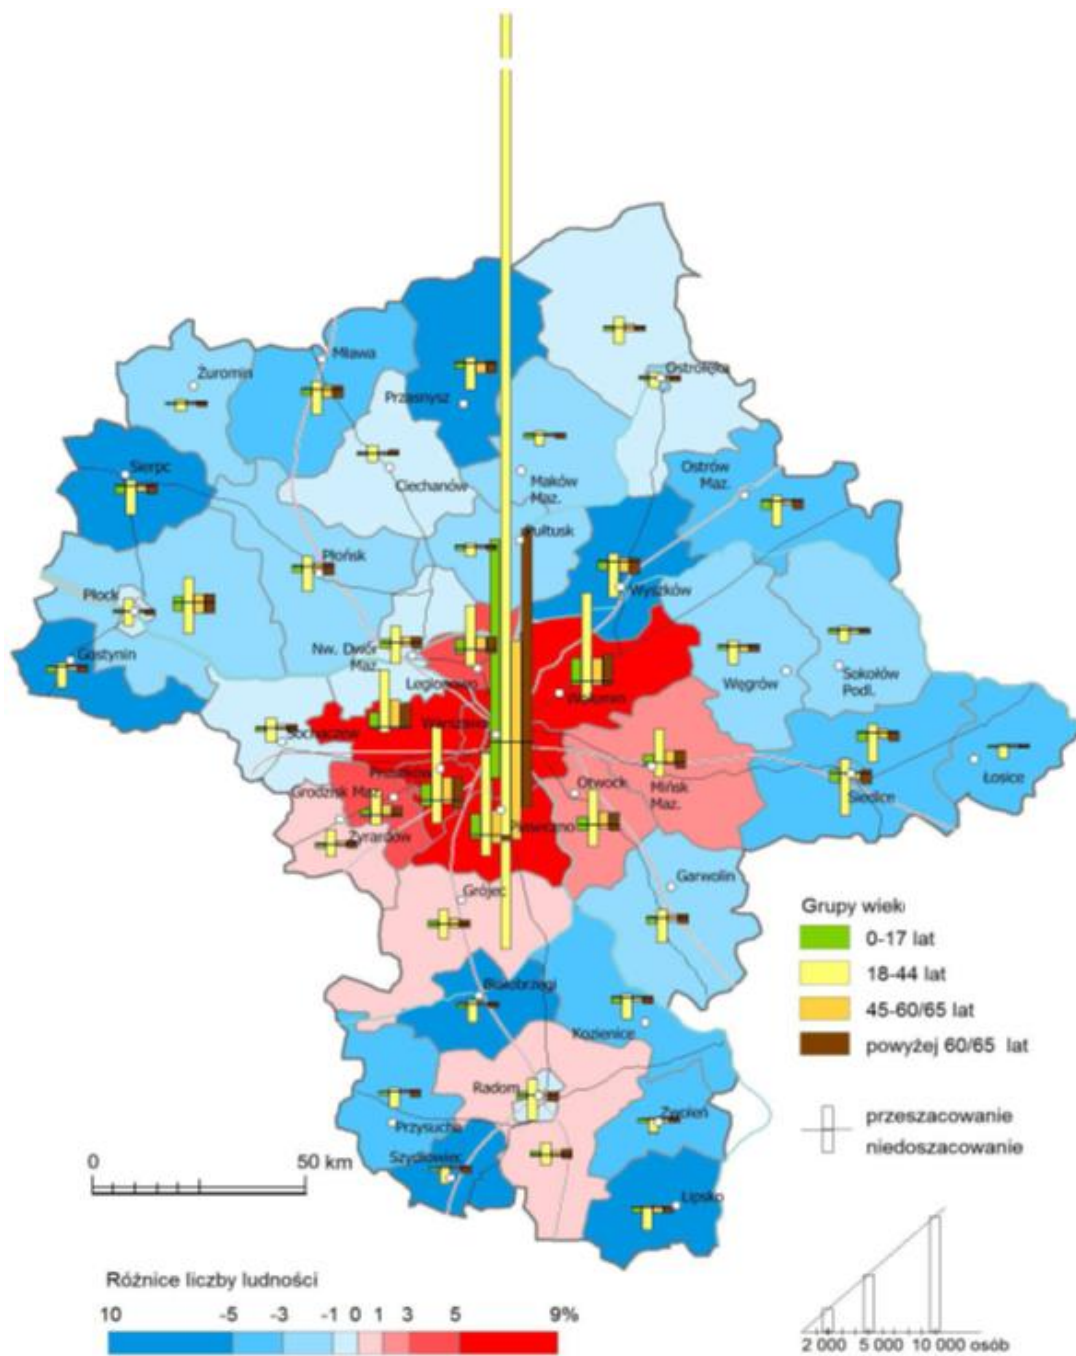 Mława
Żuromin
Przasnysz
Ostrołęka
Sierpc
Ciechanów
Maków
Maz.
Ostrów
Maz.
Pułtusk
Płońsk
Płock
Wyszków
Gostynin
Nw. Dwór
Maz.
Legionowo
Wołomin
Węgrów
Sokołów
Podl.
Warszawa
Sochaczew
Pruszków
Otwock
Mińsk
Maz.
Siedlce
Łosice
Grodzisk Maz.
Żyrardów
Piaseczno
Garwolin
Grójec
Białobrzegi
Kozienice
Radom
Przysucha
Zwoleń
Szydłowiec
Lipsko
Grupy wiek
0-17 lat
18-44 lat
45-60/65 lat
powyżej 60/65 lat
przeszacowanie
niedoszacowanie
0 50 km
Różnice liczby ludności
10 -5 -3 -1 0 1 3 5 9%
2 000 5 000 10 000 osób